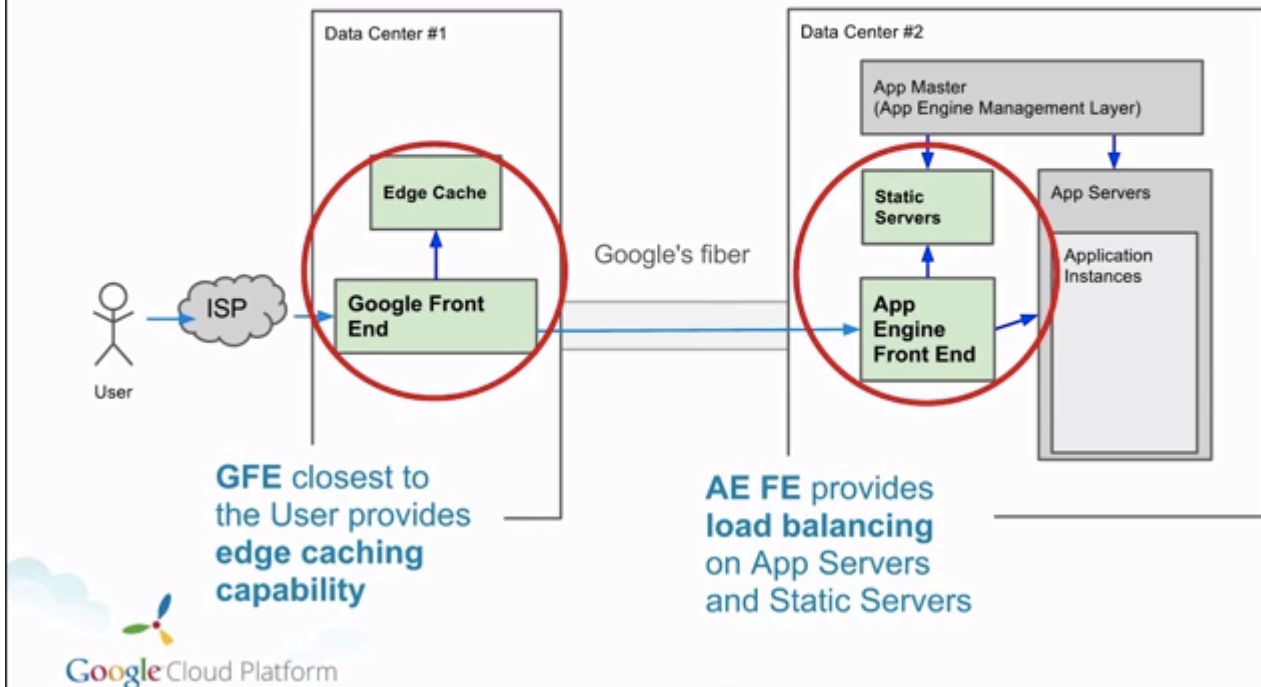 Data Center #1
Data Center #2
App Master
(App Engine Management Layer)
Edge Cache
Static
Servers
App Servers
Google's fiber
Application
Instances
ISP
Google Front
End
App
Engine
Front End
User
GFE closest to
the User provides
edge caching
capability
AE FE provides
load balancing
on App Servers
and Static Servers
Google Cloud Platform